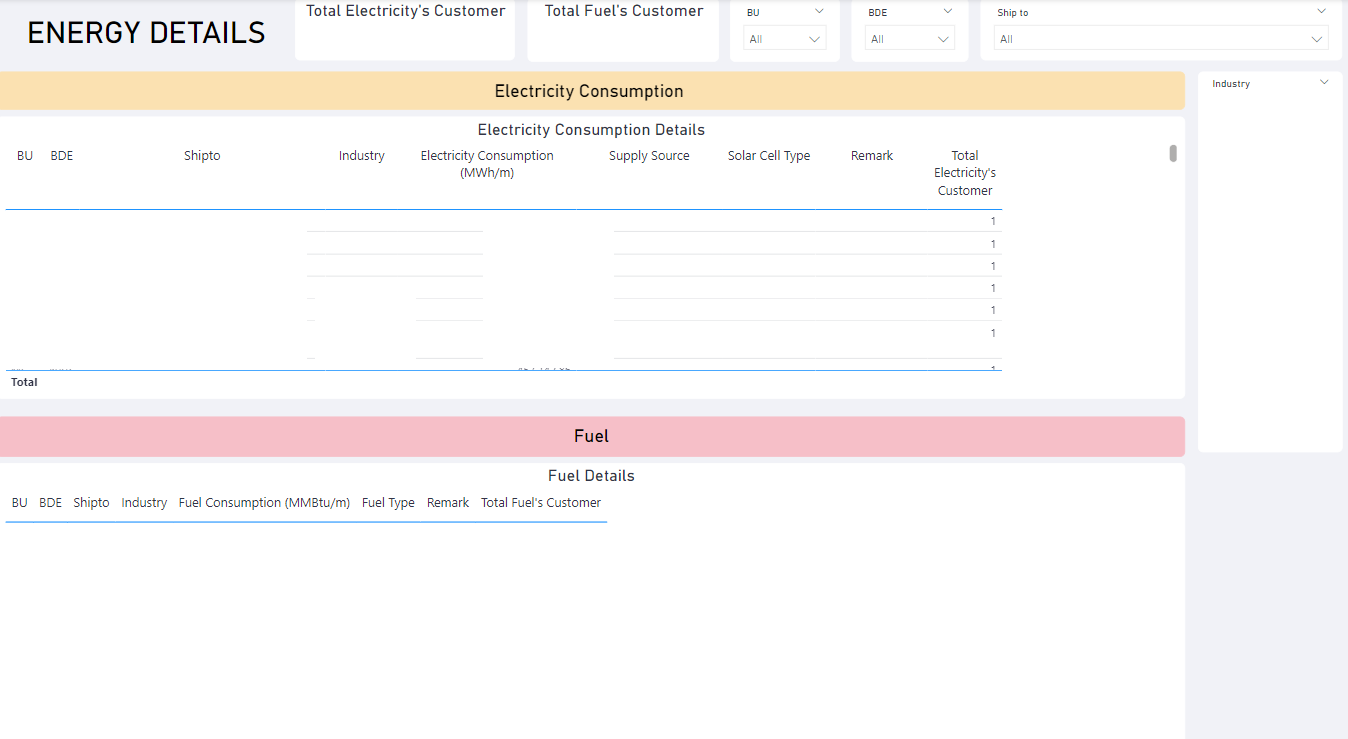 ENERGY DETAILS
Total Electricity's Customer
Total Fuel's Customer
BU
All
BDE
All
Ship to
All
Electricity Consumption
Industry
Electricity Consumption Details
BU BDE Shipto Industry Electricity Consumption (MWh/m) Supply Source Solar Cell Type Remark Total Electricity's Customer
1
1
1
1
1
1
Total
Fuel
Fuel Details
BU BDE Shipto Industry Fuel Consumption (MMBtu/m) Fuel Type Remark Total Fuel's Customer